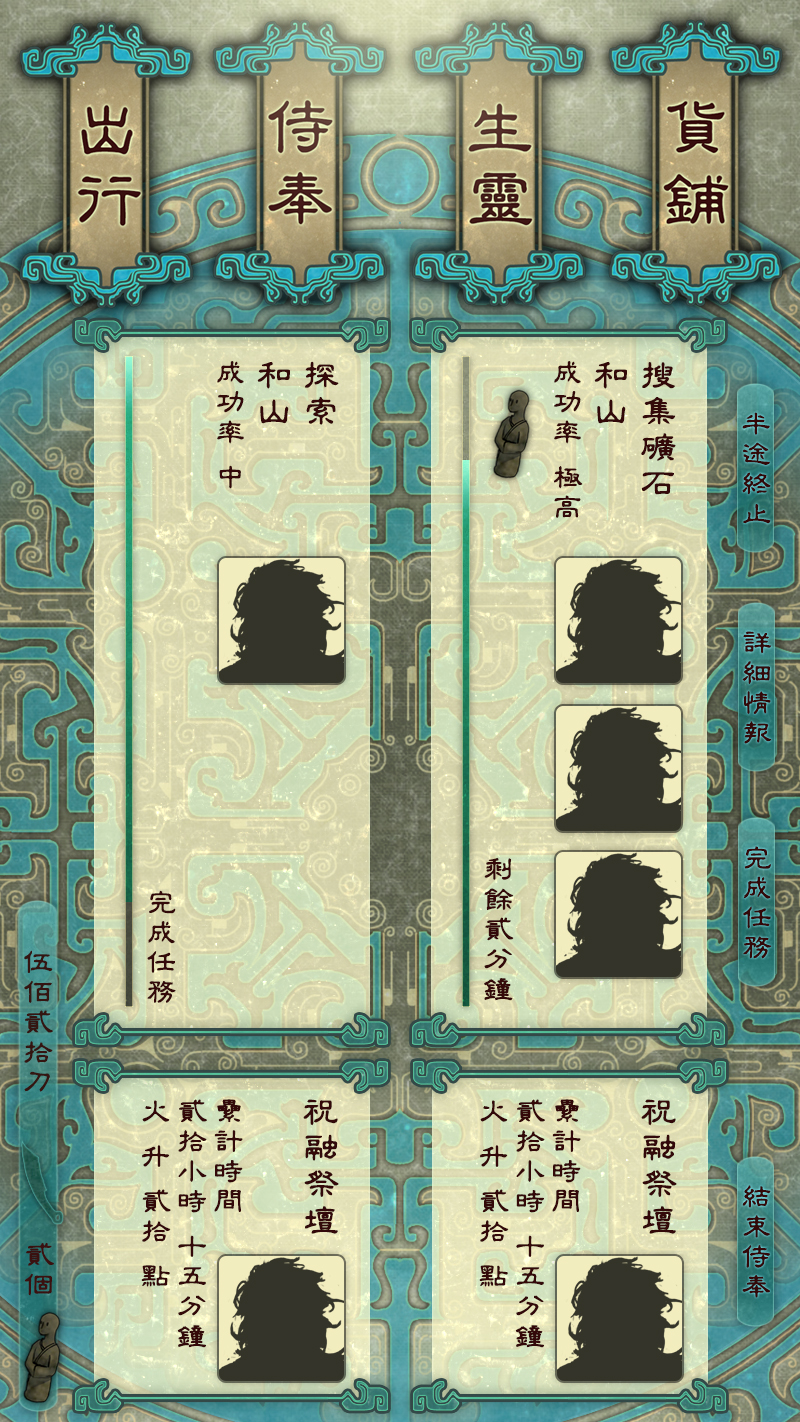 貨鋪
生靈
侍奉
出行
搜集礦石
和山
成功率 極高
剩餘貳分鐘
探索
和山
成功率 中
完成任務
半途終止
詳細情報
完成任務
結束侍奉
祝融祭壇
纍計時間
貳拾小時 十五分鐘
火 升 貳拾 點
祝融祭壇
纍計時間
貳拾小時 十五分鐘
火 升 貳拾 點
伍佰貳拾刀
貳個